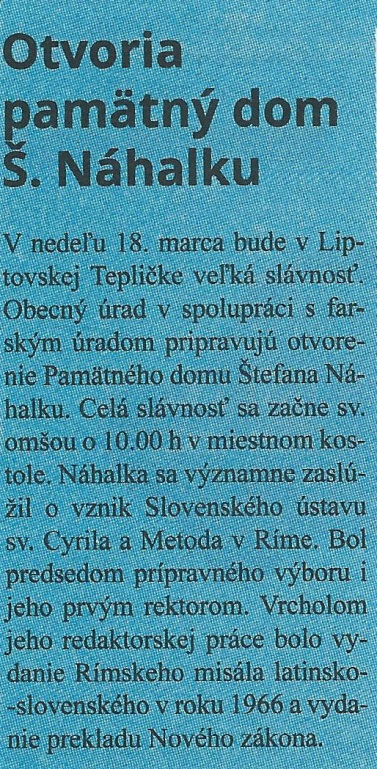 Otvoria
pamätný dom
Š. Náhalku
V nedeľu 18. marca bude v Lip-
tovskej Tepličke veľká slávnosť.
Obecný úrad v spolupráci s far-
ským úradom pripravujú otvore-
nie Pamätného domu Štefana Ná-
halku. Celá slávnosť sa začne sv.
omšou o 10.00 h v miestnom kos-
tole. Náhalka sa významne zaslú-
žil o vznik Slovenského ústavu
sv. Cyrila a Metoda v Ríme. Bol
predsedom prípravného výboru i
jeho prvým rektorom. Vrcholom
jeho redaktorskej práce bolo vy-
danie Rímskeho misála latinsko-
-slovenského v roku 1966 a vyda-
nie prekladu Nového zákona.